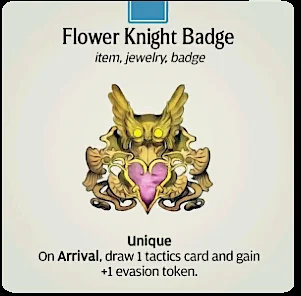 Flower Knight Badge
item, jewelry, badge
Unique
On Arrival, draw 1 tactics card and gain
+1 evasion token.